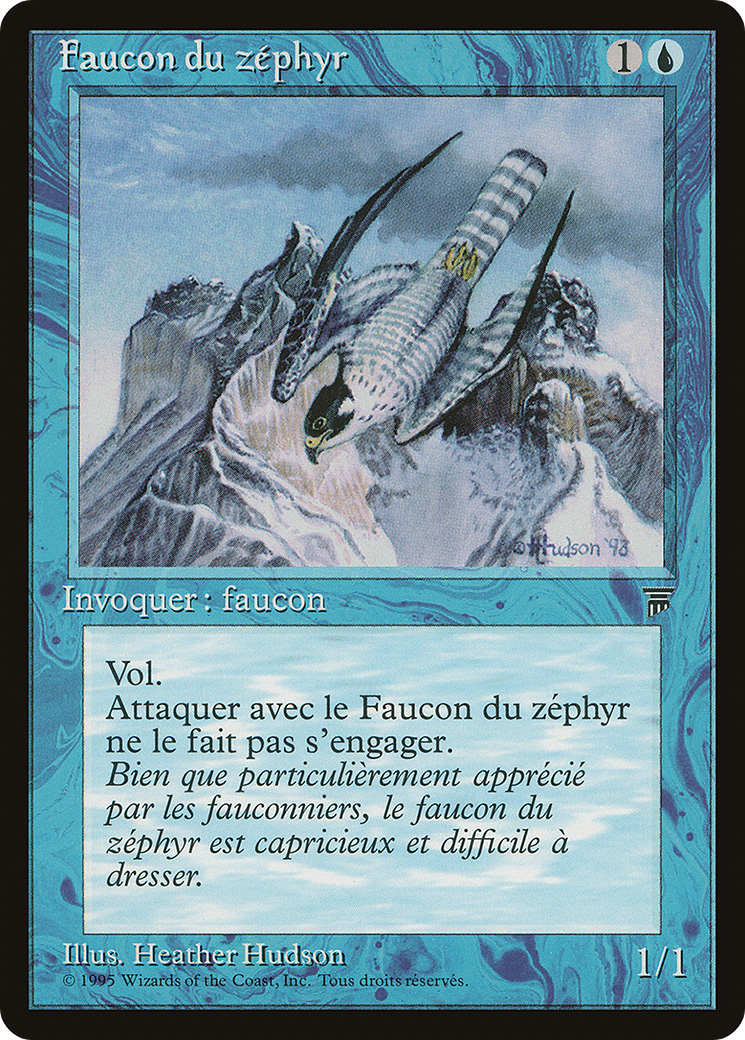 Faucon du zéphyr
1
©Hudson '93
Invoquer : faucon
Vol.
Attaquer avec le Faucon du zéphyr
ne le fait pas s'engager.
Bien que particulièrement apprécié
par les fauconniers, le faucon du
zéphyr est capricieux et difficile à
dresser.
Illus. Heather Hudson
1/1
© 1995 Wizards of the Coast, Inc. Tous droits réservés.